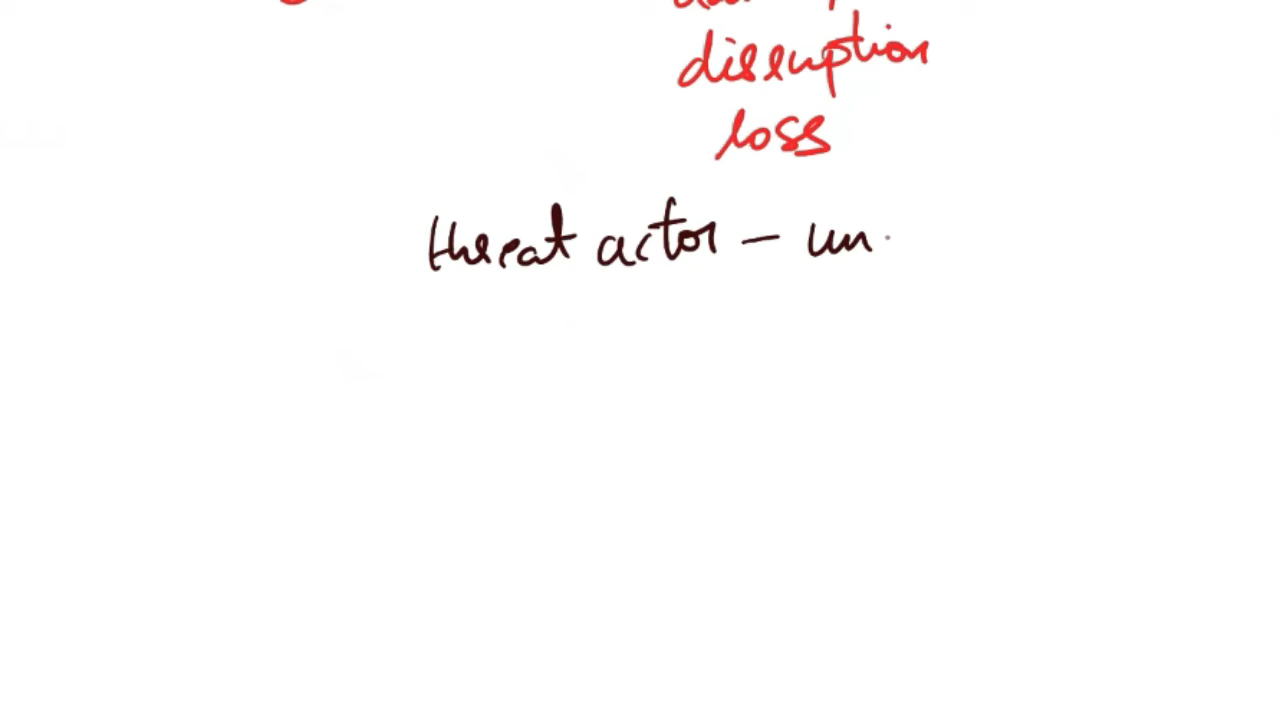 disruption
loss
threat actor – un